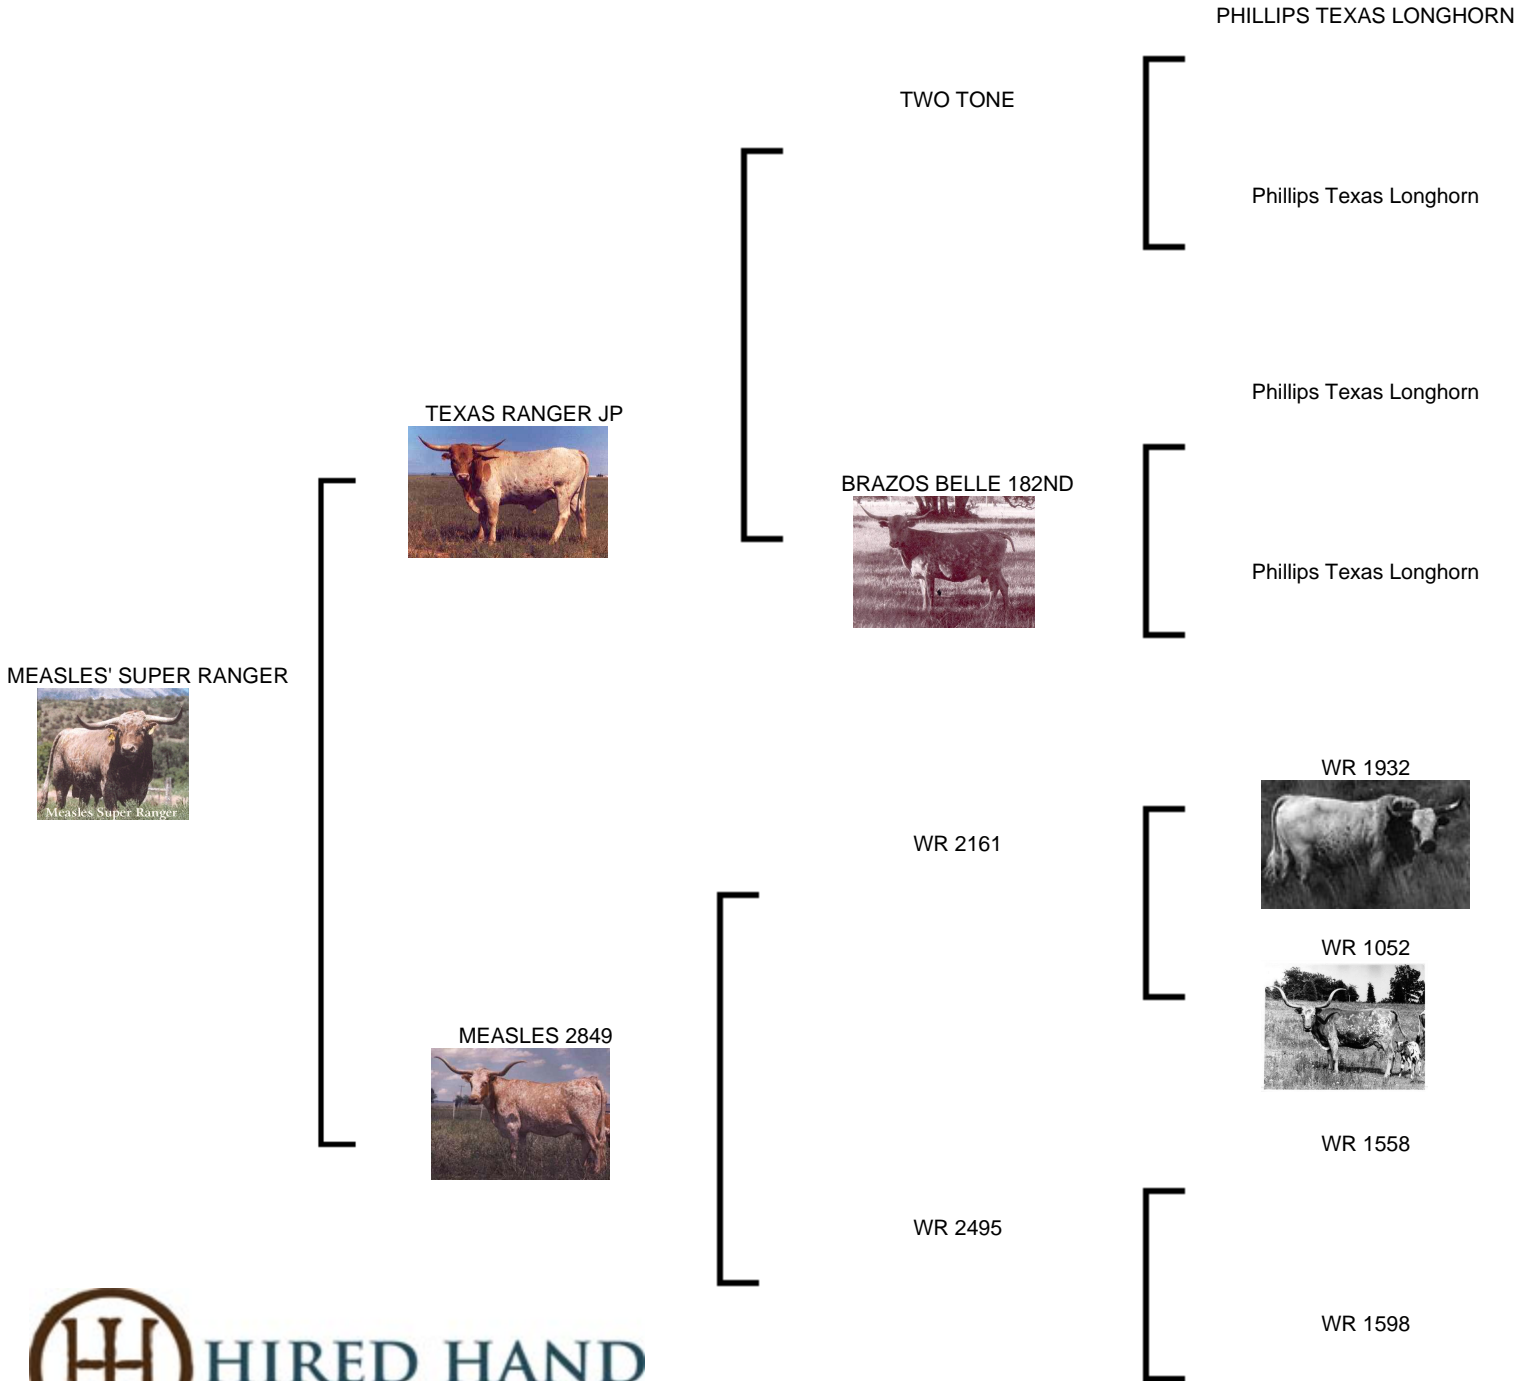 PHILLIPS TEXAS LONGHORN
TWO TONE
Phillips Texas Longhorn
Phillips Texas Longhorn
TEXAS RANGER JP
BRAZOS BELLE 182ND
Phillips Texas Longhorn
MEASLES' SUPER RANGER
Measles Super Ranger
WR 1932
WR 2161
WR 1052
MEASLES 2849
WR 1558
WR 2495
WR 1598
HIRED HAND